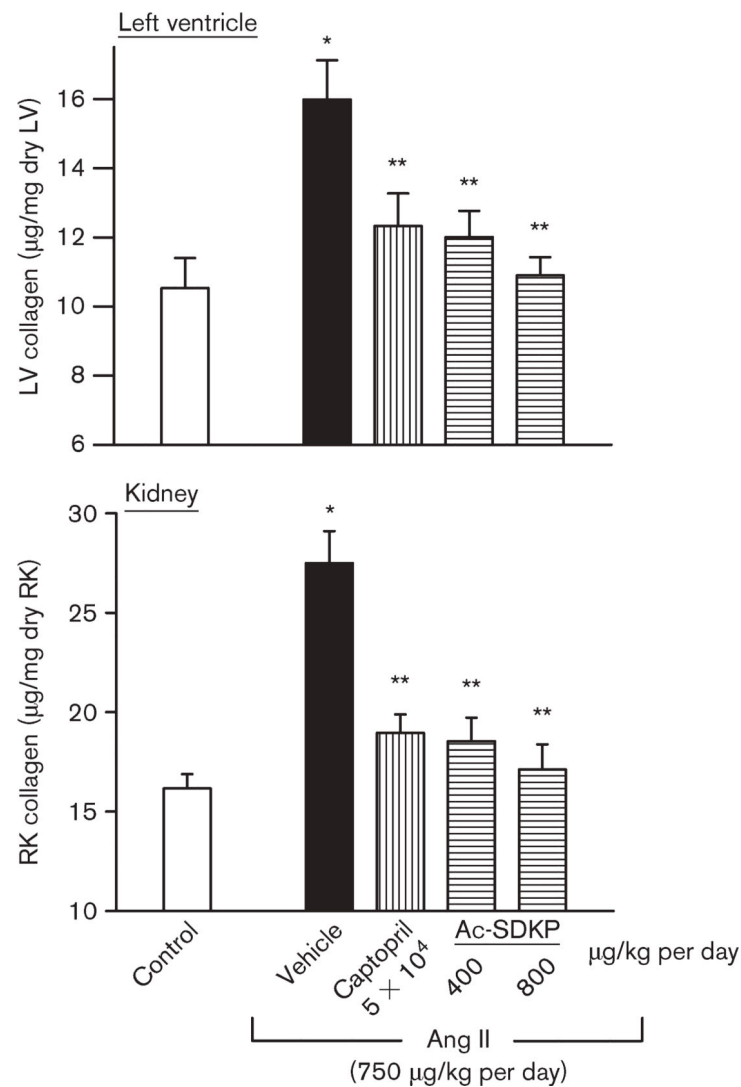 Left ventricle
*
16
**
**
14
**
12
10
8
6
LV collagen (μg/mg dry LV)
Kidney
30
*
25
**
**
20
**
15
10
RK collagen (μg/mg dry RK)
Control
Vehicle
Captopril
5 × 10⁴
Ac-SDKP
400
800
μg/kg per day
Ang II
(750 μg/kg per day)